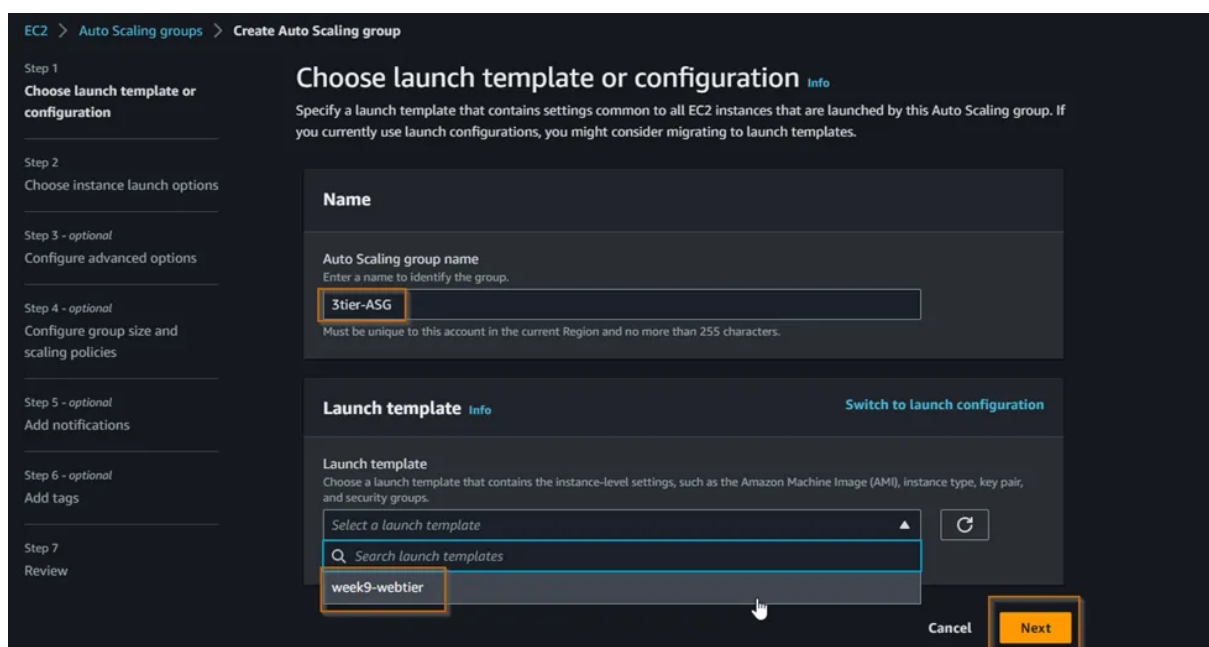 EC2 > Auto Scaling groups > Create Auto Scaling group
Step 1
Choose launch template or
configuration
Step 2
Choose instance launch options
Step 3 - optional
Configure advanced options
Step 4 - optional
Configure group size and
scaling policies
Step 5 - optional
Add notifications
Step 6 - optional
Add tags
Step 7
Review
Choose launch template or configuration Info
Specify a launch template that contains settings common to all EC2 instances that are launched by this Auto Scaling group. If
you currently use launch configurations, you might consider migrating to launch templates.
Name
Auto Scaling group name
Enter a name to identify the group.
3tier-ASG
Must be unique to this account in the current Region and no more than 255 characters.
Launch template Info
Switch to launch configuration
Launch template
Choose a launch template that contains the instance-level settings, such as the Amazon Machine Image (AMI), instance type, key pair,
and security groups.
Select a launch template
Search launch templates
week9-webtier
Cancel
Next